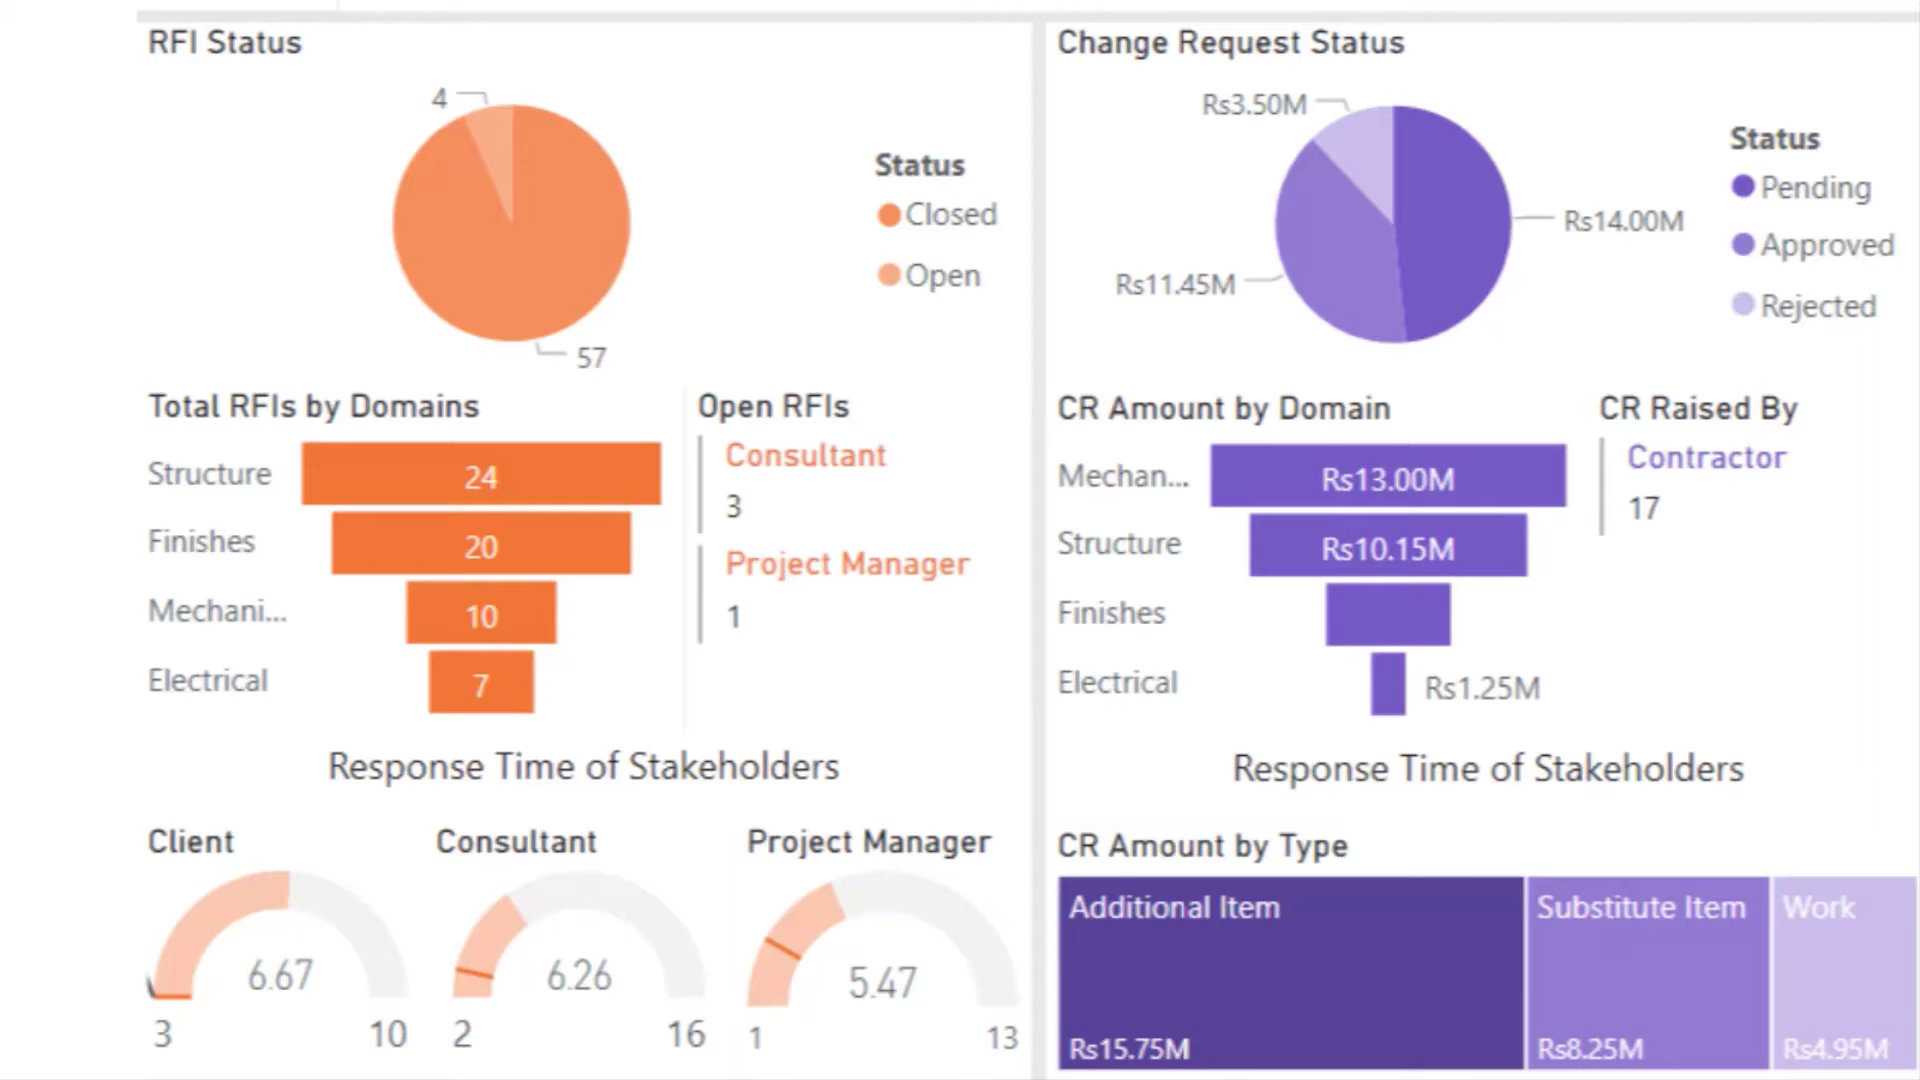 RFI Status
4
57
Status
Closed
Open
Total RFIs by Domains
Structure
24
Finishes
20
Mechani...
10
Electrical
7
Open RFIs
Consultant
3
Project Manager
1
Response Time of Stakeholders
Client
6.67
3
10
Consultant
6.26
2
16
Project Manager
5.47
1
13
Change Request Status
Rs3.50M
Rs14.00M
Rs11.45M
Status
Pending
Approved
Rejected
CR Amount by Domain
Mechan...
Rs13.00M
Structure
Rs10.15M
Finishes
Electrical
Rs1.25M
CR Raised By
Contractor
17
Response Time of Stakeholders
CR Amount by Type
Additional Item
Rs15.75M
Substitute Item
Rs8.25M
Work
Rs4.95M